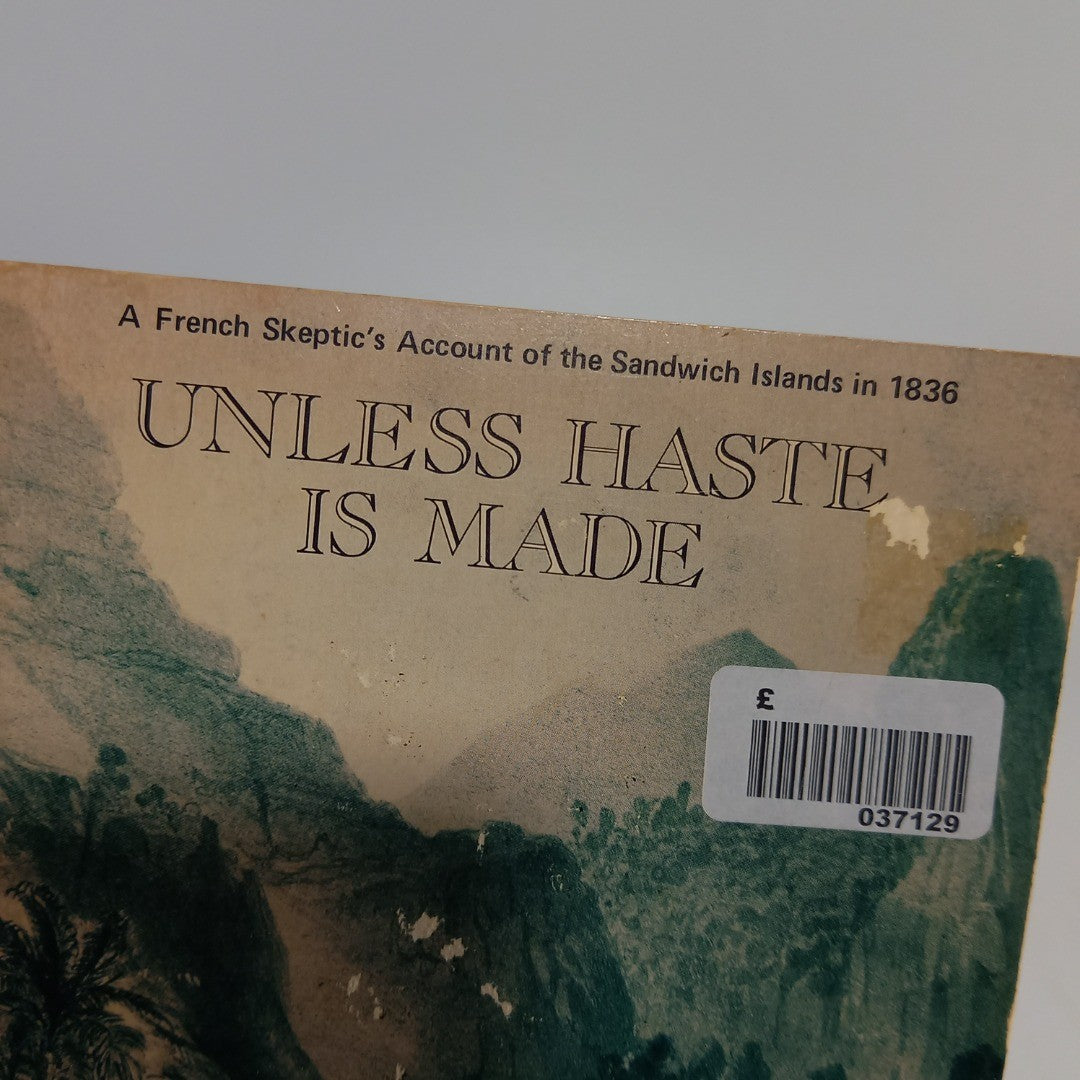 A French Skeptic's Account of the Sandwich Islands in 1836
UNLESS HASTE
IS MADE
£
037129